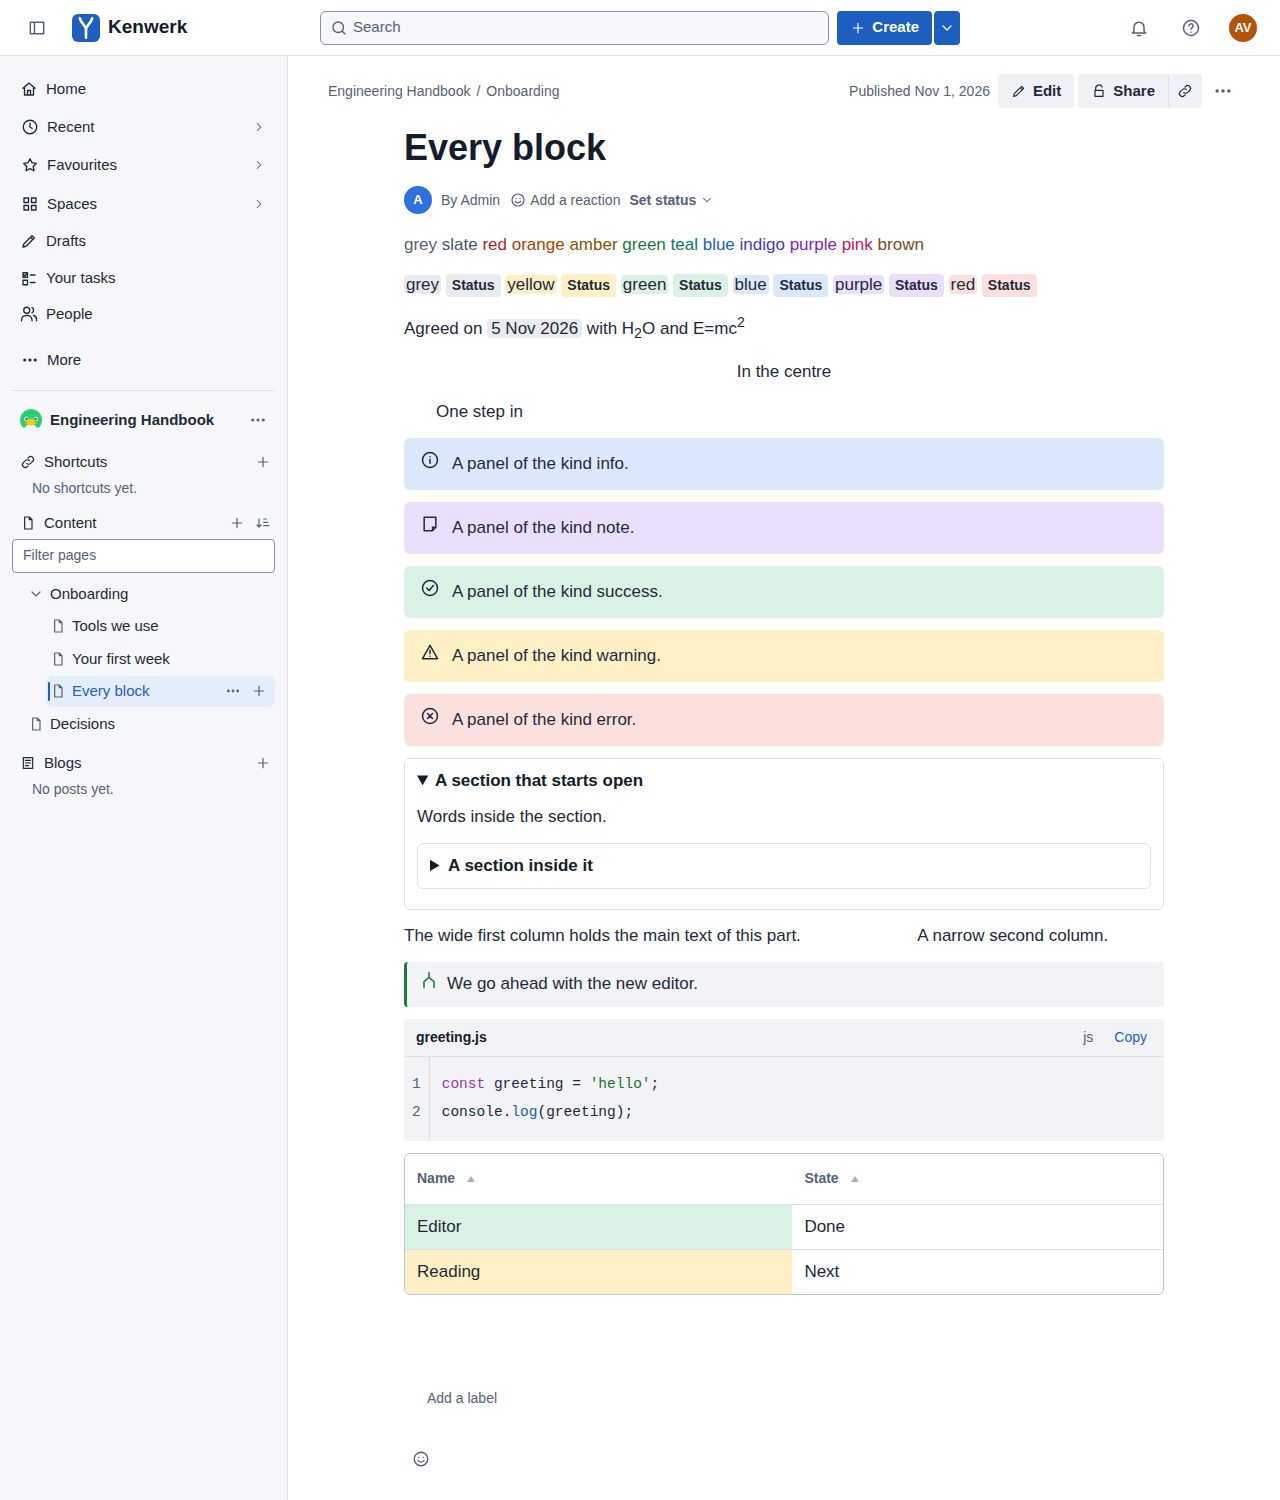 Kenwerk
Search
Create
AV
Home
Recent
Favourites
Spaces
Drafts
Your tasks
People
More
Engineering Handbook
Shortcuts
No shortcuts yet.
Content
Filter pages
Onboarding
Tools we use
Your first week
Every block
Decisions
Blogs
No posts yet.
Engineering Handbook / Onboarding
Published Nov 1, 2026
Edit
Share
Every block
A By Admin Add a reaction Set status
grey slate red orange amber green teal blue indigo purple pink brown
grey Status yellow Status green Status blue Status purple Status red Status
Agreed on 5 Nov 2026 with H2O and E=mc2
In the centre
One step in
A panel of the kind info.
A panel of the kind note.
A panel of the kind success.
A panel of the kind warning.
A panel of the kind error.
A section that starts open
Words inside the section.
A section inside it
The wide first column holds the main text of this part.
A narrow second column.
We go ahead with the new editor.
greeting.js js Copy
1 const greeting = 'hello';
2 console.log(greeting);
Name State
Editor Done
Reading Next
Add a label